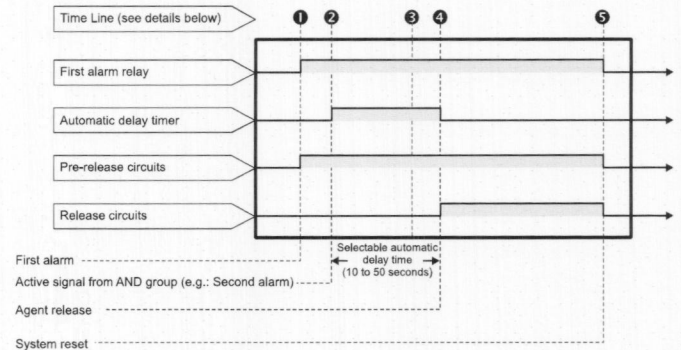 Time Line (see details below)
1 2 3 4 5
First alarm relay
Automatic delay timer
Pre-release circuits
Release circuits
Selectable automatic
delay time
(10 to 50 seconds)
First alarm
Active signal from AND group (e.g.: Second alarm)
Agent release
System reset